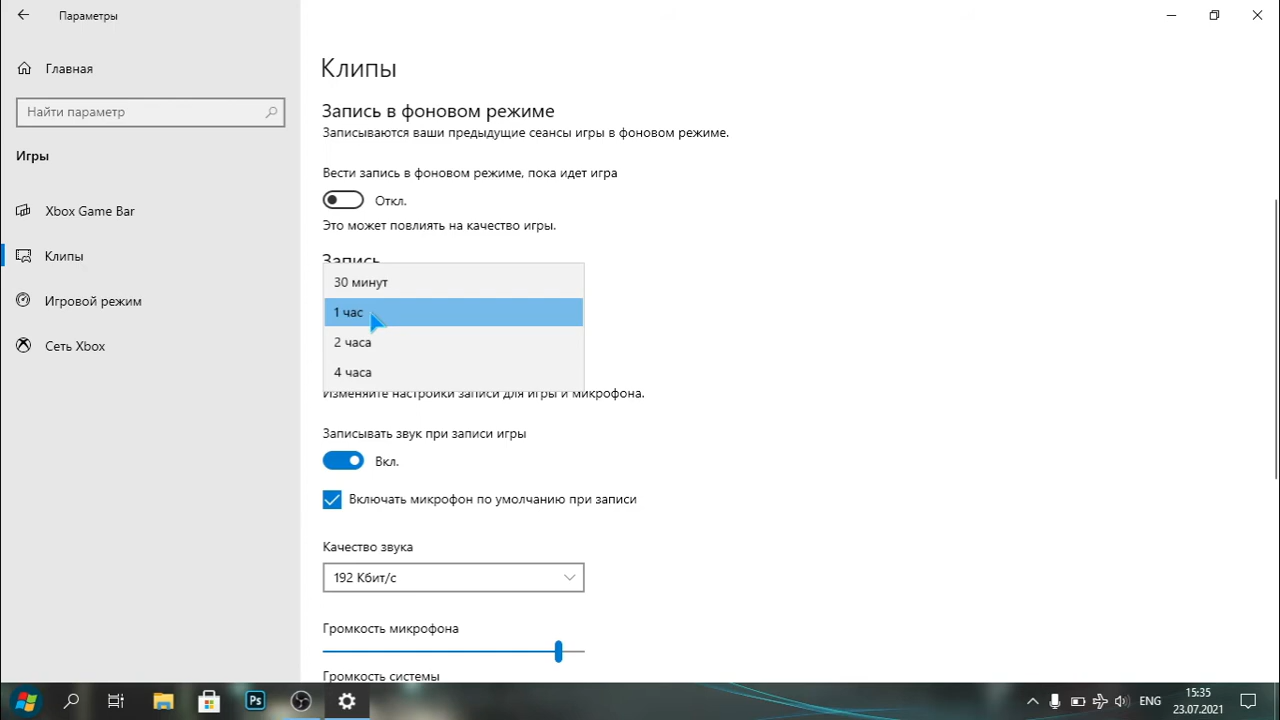 Параметры
Главная
Найти параметр
Игры
Xbox Game Bar
Клипы
Игровой режим
Сеть Xbox
Клипы
Запись в фоновом режиме
Записываются ваши предыдущие сеансы игры в фоновом режиме.
Вести запись в фоновом режиме, пока идет игра
Откл.
Это может повлиять на качество игры.
Запись
30 минут
1 час
2 часа
4 часа
Изменяйте настройки записи для игры и микрофона.
Записывать звук при записи игры
Вкл.
Включать микрофон по умолчанию при записи
Качество звука
192 Кбит/с
Громкость микрофона
Громкость системы
Ps
ENG
15:35
23.07.2021